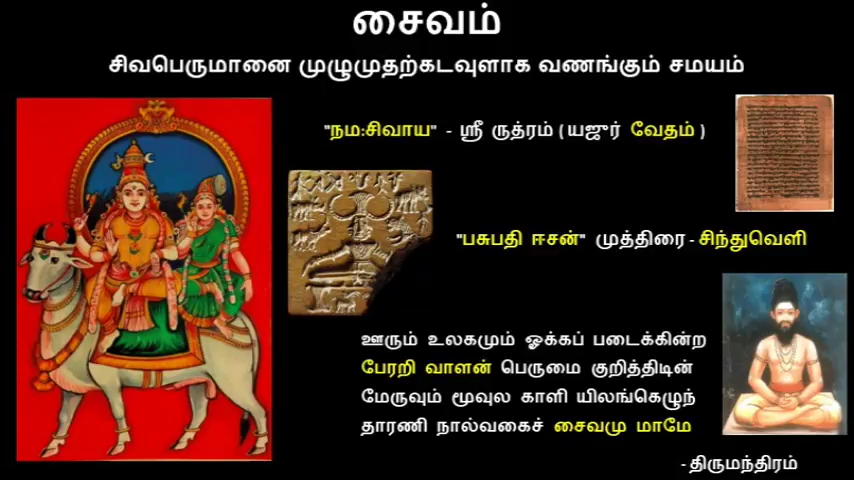 சைவம்
சிவபெருமானை முழுமுதற்கடவுளாக வணங்கும் சமயம்
"நம:சிவாய" - ஸ்ரீ ருத்ரம் ( யஜுர் வேதம் )
"பசுபதி ஈசன்" முத்திரை - சிந்துவெளி
ஊரும் உலகமும் ஓக்கப் படைக்கின்ற
பேரறி வாளன் பெருமை குறித்திடின்
மேருவும் மூவுல காளி யிலங்கெழுந்
தாரணி நால்வகைச் சைவமு மாமே
- திருமந்திரம்